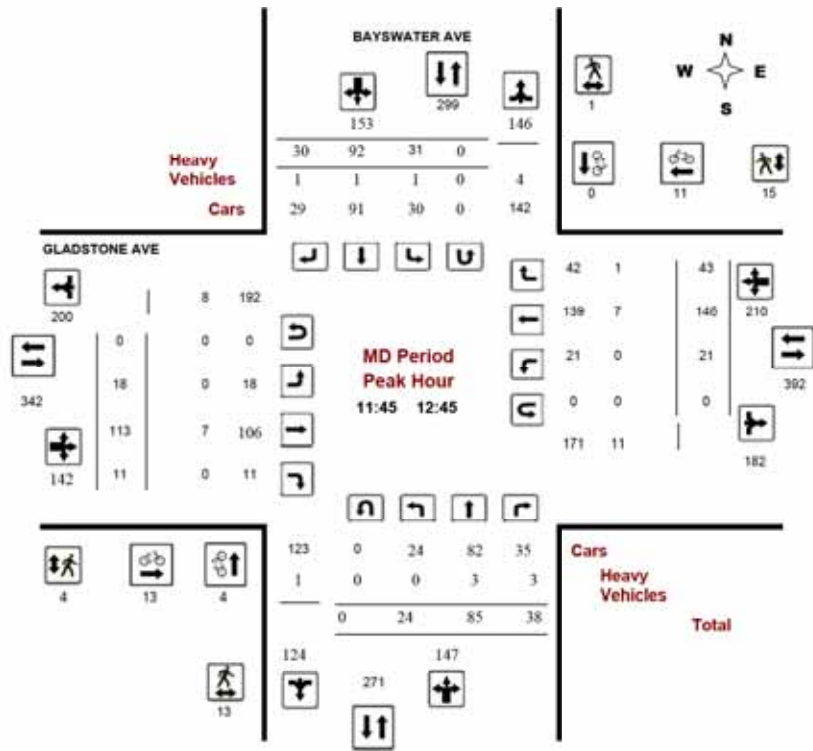 BAYSWATER AVE
N
W E
S
299
1
153 146
30 92 31 0
Heavy
Vehicles
1 1 1 0 4
Cars
29 91 30 0 142
0 11 15
GLADSTONE AVE
200
8 192
0 0 0
342
18 0 18
113 7 106
142
11 0 11
MD Period
Peak Hour
11:45 12:45
42 1 43
139 7 146 210
21 0 21
392
0 0 0
171 11
182
123 0 24 82 35
1 0 0 3 3
0 24 85 38
124 147
271
Cars
Heavy
Vehicles
Total
4 13 4
13